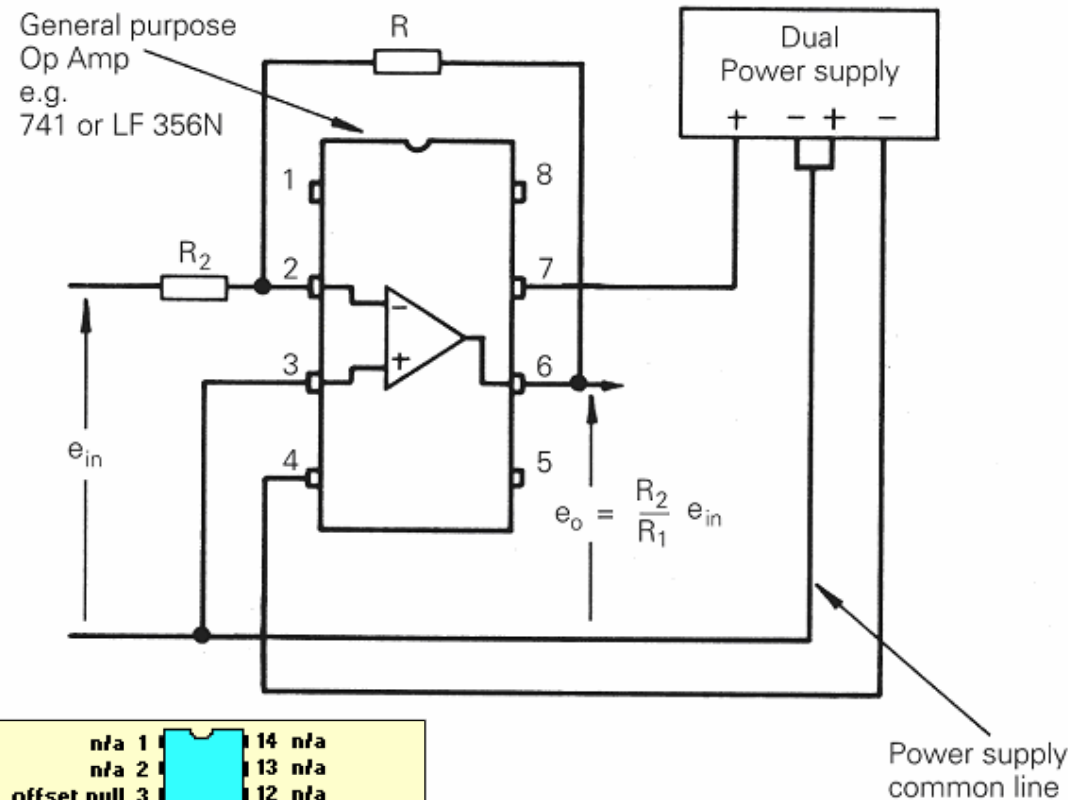 General purpose
Op Amp
e.g.
741 or LF 356N
R
Dual
Power supply
+ − + −
1
8
R2
2
7
−
+
3
6
4
5
ein
eo = R2/R1 ein
Power supply
common line
n/a 1
14 n/a
n/a 2
13 n/a
offset null 3
12 n/a